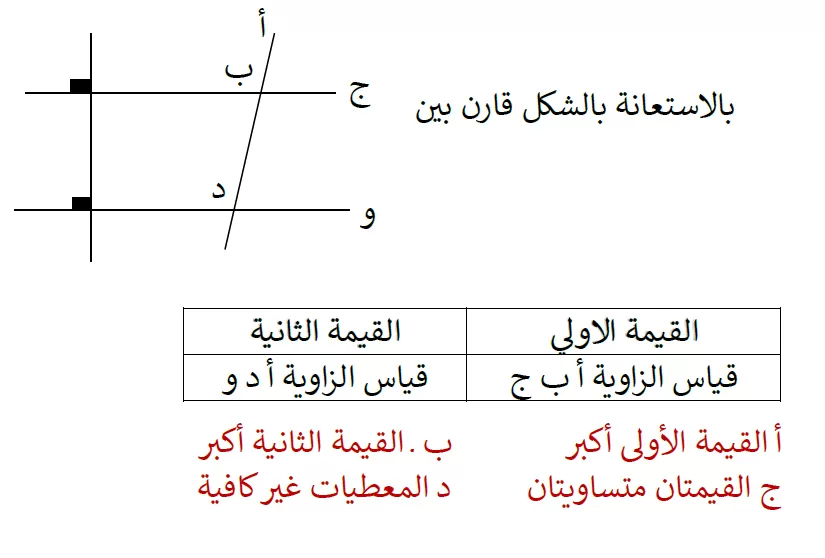 أ
ب
ج
بالاستعانة بالشكل قارن بين
د
و
القيمة الاولي القيمة الثانية
قياس الزاوية أ ب ج قياس الزاوية أ د و
أ القيمة الأولى أكبر ب . القيمة الثانية أكبر
ج القيمتان متساويتان د المعطيات غير كافية